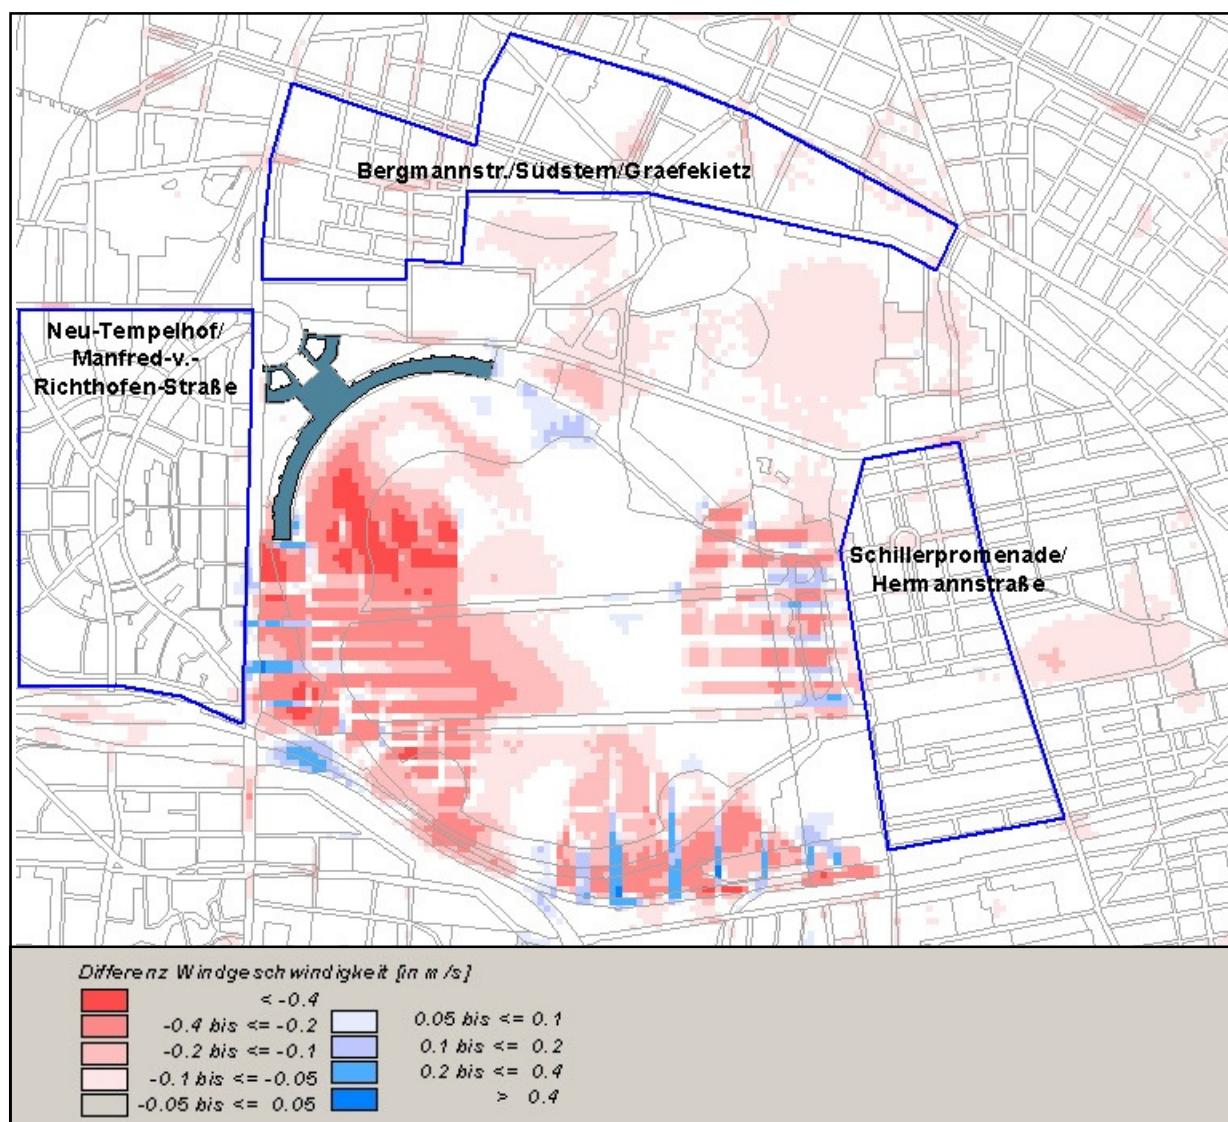 Bergmannstr./Südstern/Graefekietz
Neu-Tempelhof/
Manfred-v.-
Richthofen-Straße
Schillerpromenade/
Hermannstraße
Differenz Windgeschwindigkeit [in m/s]
< -0.4
-0.4 bis <= -0.2
-0.2 bis <= -0.1
-0.1 bis <= -0.05
-0.05 bis <= 0.05
0.05 bis <= 0.1
0.1 bis <= 0.2
0.2 bis <= 0.4
> 0.4